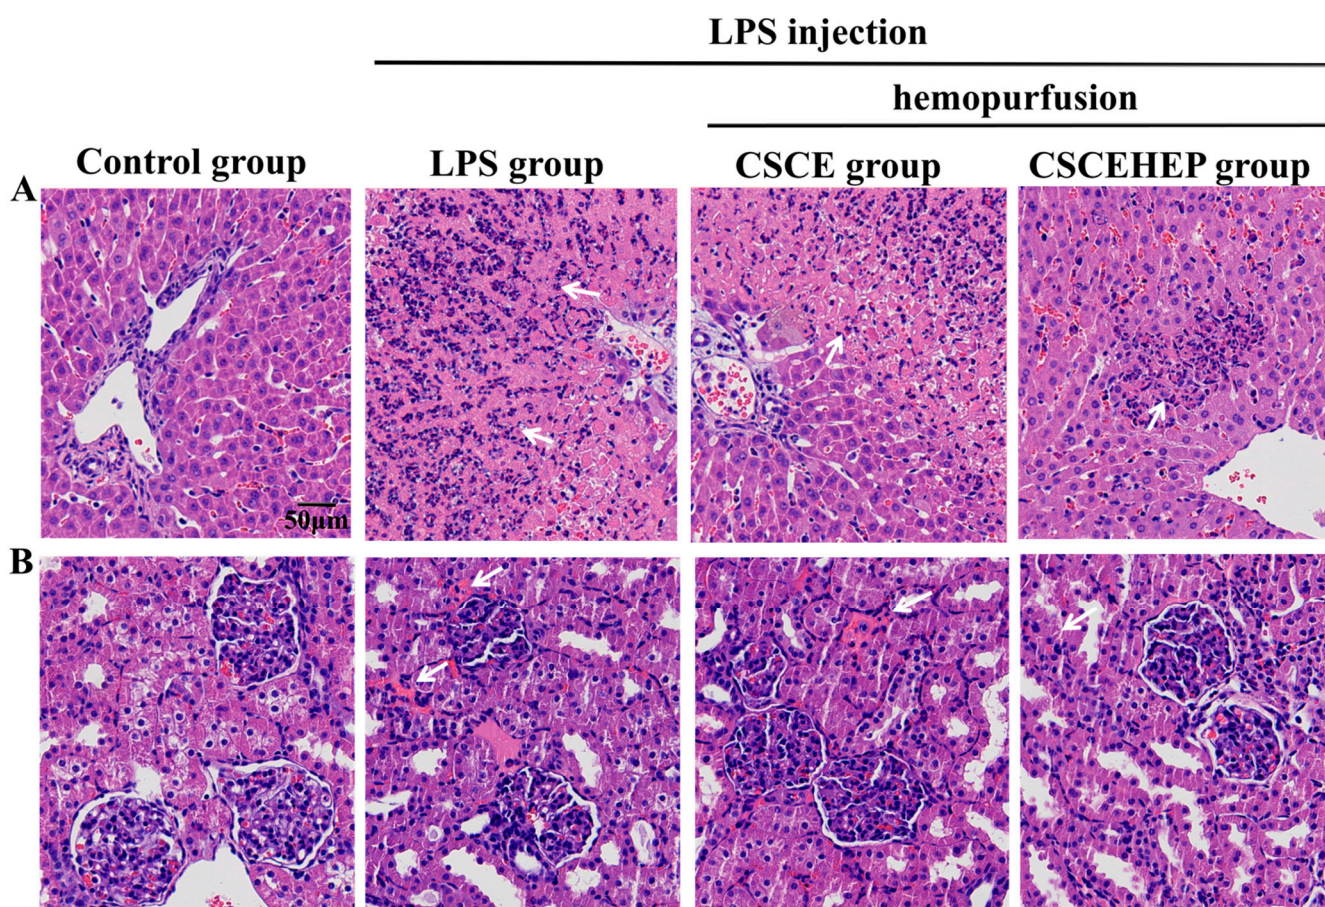 LPS injection
hemopurfusion
Control group LPS group CSCE group CSCEHEP group
A
50μm
B